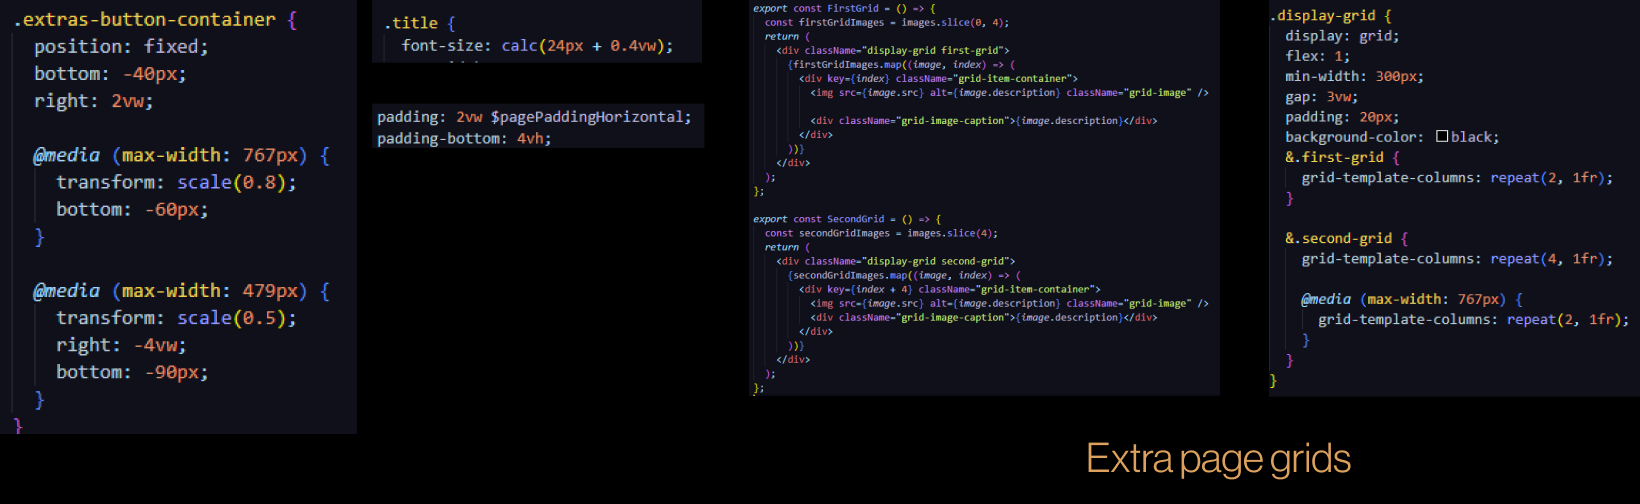 .extras-button-container {
position: fixed;
bottom: -40px;
right: 2vw;
@media (max-width: 767px) {
transform: scale(0.8);
bottom: -60px;
}
@media (max-width: 479px) {
transform: scale(0.5);
right: -4vw;
bottom: -90px;
}
}
.title {
font-size: calc(24px + 0.4vw);
padding: 2vw $pagePaddingHorizontal;
padding-bottom: 4vh;
export const FirstGrid = () => {
const firstGridImages = images.slice(0, 4);
return (
<div className="display-grid first-grid">
{firstGridImages.map((image, index) => (
<div key={index} className="grid-item-container">
<img src={image.src} alt={image.description} className="grid-image" />
<div className="grid-image-caption">{image.description}</div>
</div>
))}
</div>
);
};
export const SecondGrid = () => {
const secondGridImages = images.slice(4);
return (
<div className="display-grid second-grid">
{secondGridImages.map((image, index) => (
<div key={index + 4} className="grid-item-container">
<img src={image.src} alt={image.description} className="grid-image" />
<div className="grid-image-caption">{image.description}</div>
</div>
))}
</div>
);
};
.display-grid {
display: grid;
flex: 1;
min-width: 300px;
gap: 3vw;
padding: 20px;
background-color: black;
&.first-grid {
grid-template-columns: repeat(2, 1fr);
}
&.second-grid {
grid-template-columns: repeat(4, 1fr);
@media (max-width: 767px) {
grid-template-columns: repeat(2, 1fr);
}
}
}
Extra page grids